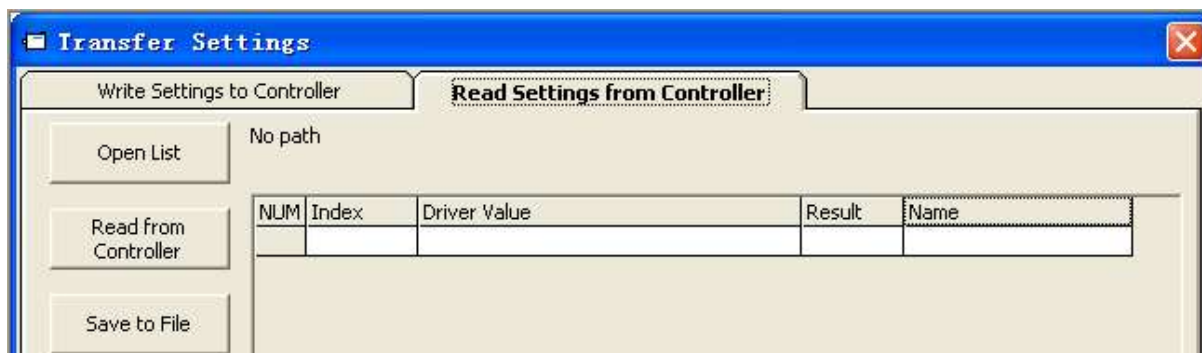 Transfer Settings
Write Settings to Controller
Read Settings from Controller
Open List
No path
NUM Index Driver Value Result Name
Read from
Controller
Save to File